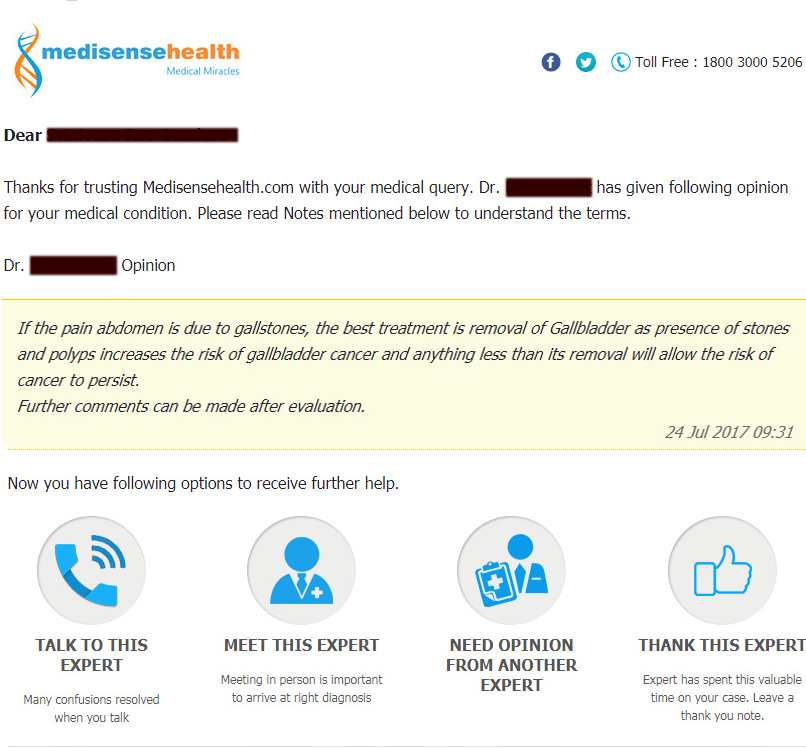 medisensehealth
Medical Miracles
Toll Free : 1800 3000 5206
Dear
Thanks for trusting Medisensehealth.com with your medical query. Dr. has given following opinion
for your medical condition. Please read Notes mentioned below to understand the terms.
Dr. Opinion
If the pain abdomen is due to gallstones, the best treatment is removal of Gallbladder as presence of stones
and polyps increases the risk of gallbladder cancer and anything less than its removal will allow the risk of
cancer to persist.
Further comments can be made after evaluation.
24 Jul 2017 09:31
Now you have following options to receive further help.
TALK TO THIS
EXPERT
Many confusions resolved
when you talk
MEET THIS EXPERT
Meeting in person is important
to arrive at right diagnosis
NEED OPINION
FROM ANOTHER
EXPERT
THANK THIS EXPERT
Expert has spent this valuable
time on your case. Leave a
thank you note.